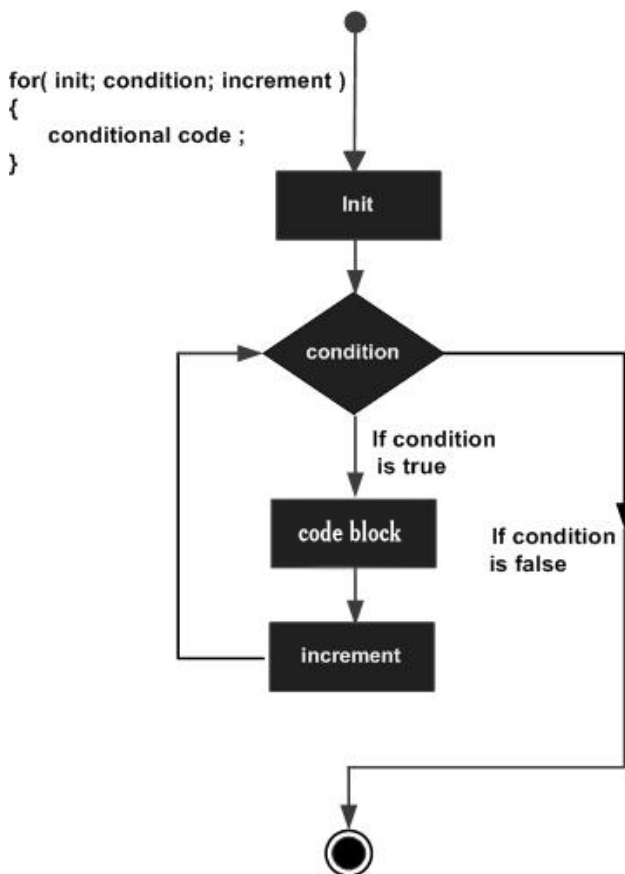 for( init; condition; increment )
{
conditional code ;
}
Init
condition
If condition
is true
code block
If condition
is false
increment